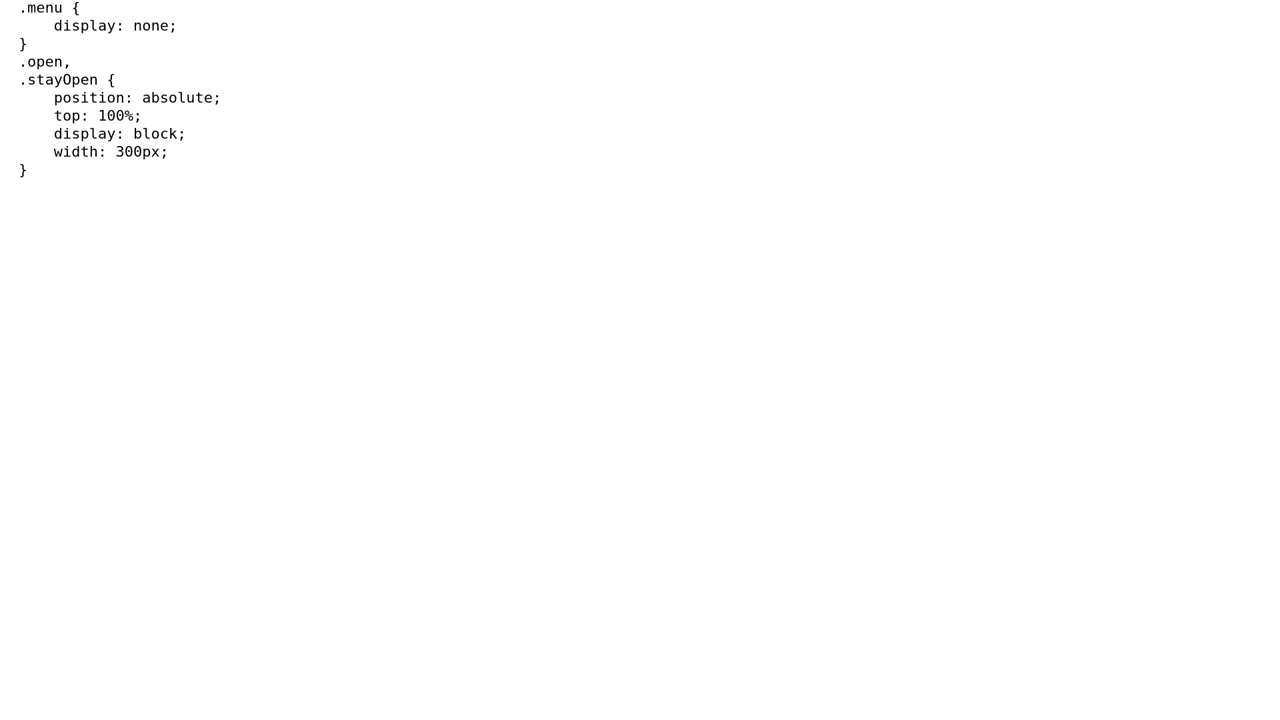 .menu {
    display: none;
}
.open,
.stayOpen {
    position: absolute;
    top: 100%;
    display: block;
    width: 300px;
}